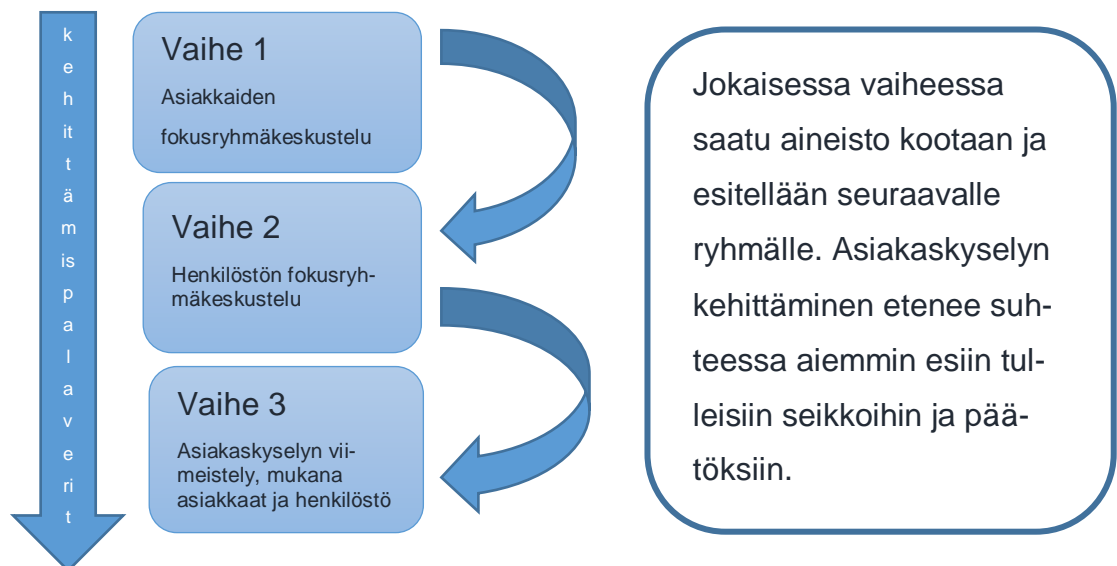 k
e
h
it
t
ä
m
is
p
a
l
a
v
e
ri
t
Vaihe 1
Asiakkaiden
fokusryhmäkeskustelu
Vaihe 2
Henkilöstön fokusryh-
mäkeskustelu
Vaihe 3
Asiakaskyselyn vii-
meistely, mukana
asiakkaat ja henkilöstö
Jokaisessa vaiheessa
saatu aineisto kootaan ja
esitellään seuraavalle
ryhmälle. Asiakaskyselyn
kehittäminen etenee suh-
teessa aiemmin esiin tul-
leisiin seikkoihin ja pää-
töksiin.